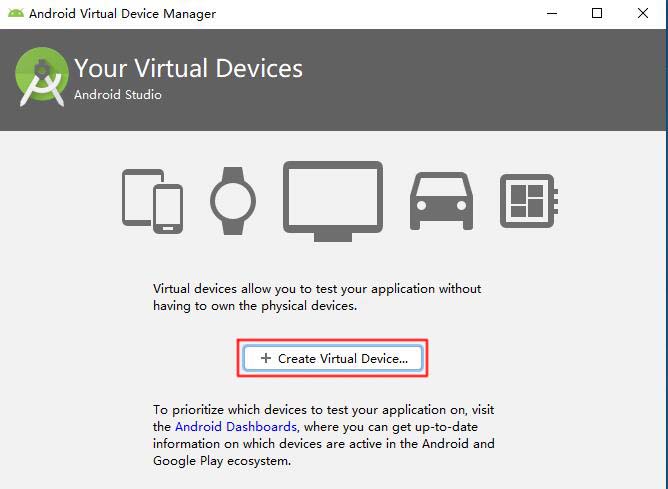 Android Virtual Device Manager
Your Virtual Devices
Android Studio
Virtual devices allow you to test your application without
having to own the physical devices.
+ Create Virtual Device...
To prioritize which devices to test your application on, visit
the Android Dashboards, where you can get up-to-date
information on which devices are active in the Android and
Google Play ecosystem.